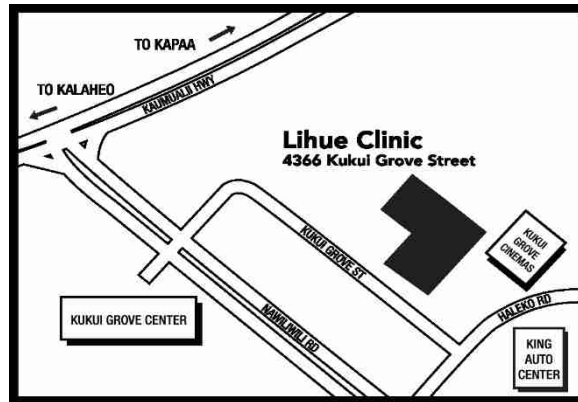 TO KAPAA
TO KALAHEO
KAUMUALII HWY
Lihue Clinic
4366 Kukui Grove Street
KUKUI
GROVE
CINEMAS
KUKUI GROVE ST
HALEKO RD
KUKUI GROVE CENTER
NAWILIWILI RD
KING
AUTO
CENTER